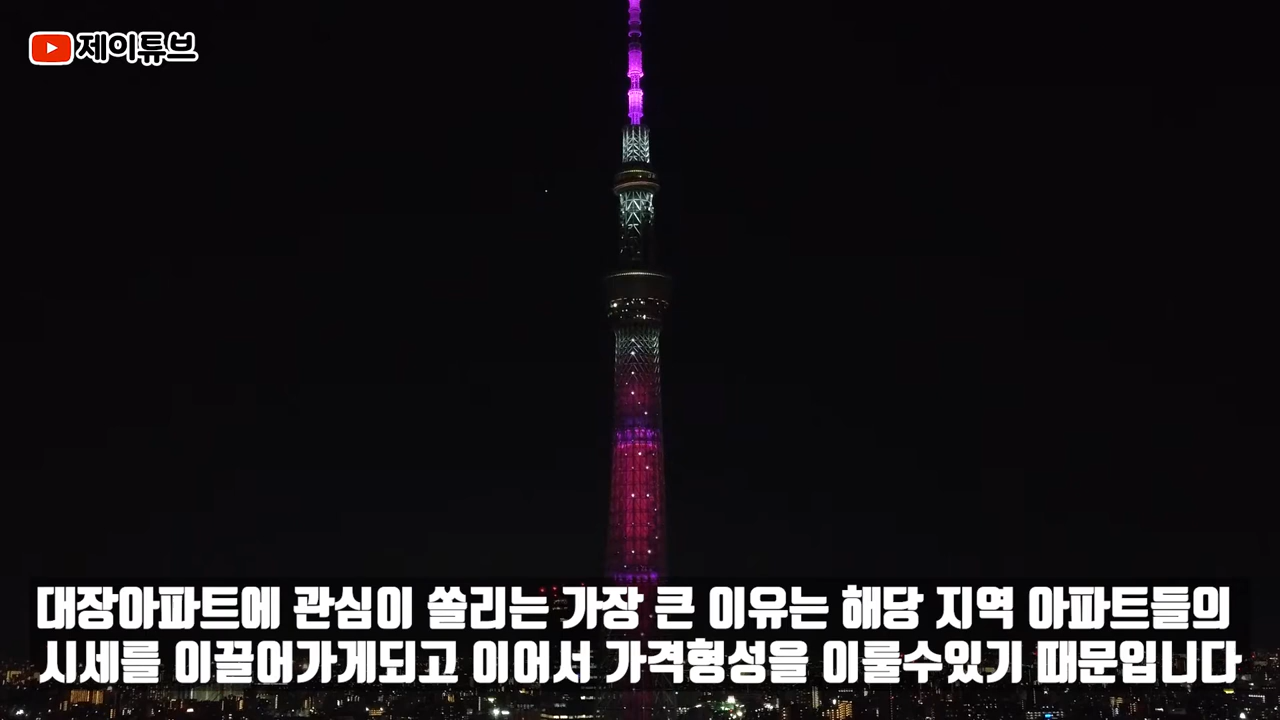 제이튜브
대장아파트에 관심이 쏠리는 가장 큰 이유는 해당 지역 아파트들의
시세를 이끌어가게되고 이어서 가격형성을 이룰수있기 때문입니다